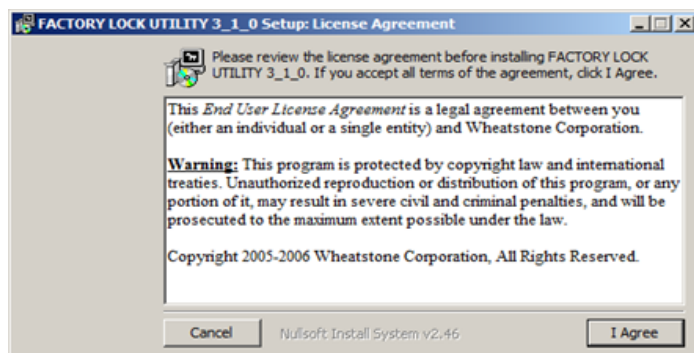 FACTORY LOCK UTILITY 3_1_0 Setup: License Agreement
Please review the license agreement before installing FACTORY LOCK
UTILITY 3_1_0. If you accept all terms of the agreement, click I Agree.
This End User License Agreement is a legal agreement between you
(either an individual or a single entity) and Wheatstone Corporation.
Warning: This program is protected by copyright law and international
treaties. Unauthorized reproduction or distribution of this program, or any
portion of it, may result in severe civil and criminal penalties, and will be
prosecuted to the maximum extent possible under the law.
Copyright 2005-2006 Wheatstone Corporation, All Rights Reserved.
Cancel
Nullsoft Install System v2.46
I Agree